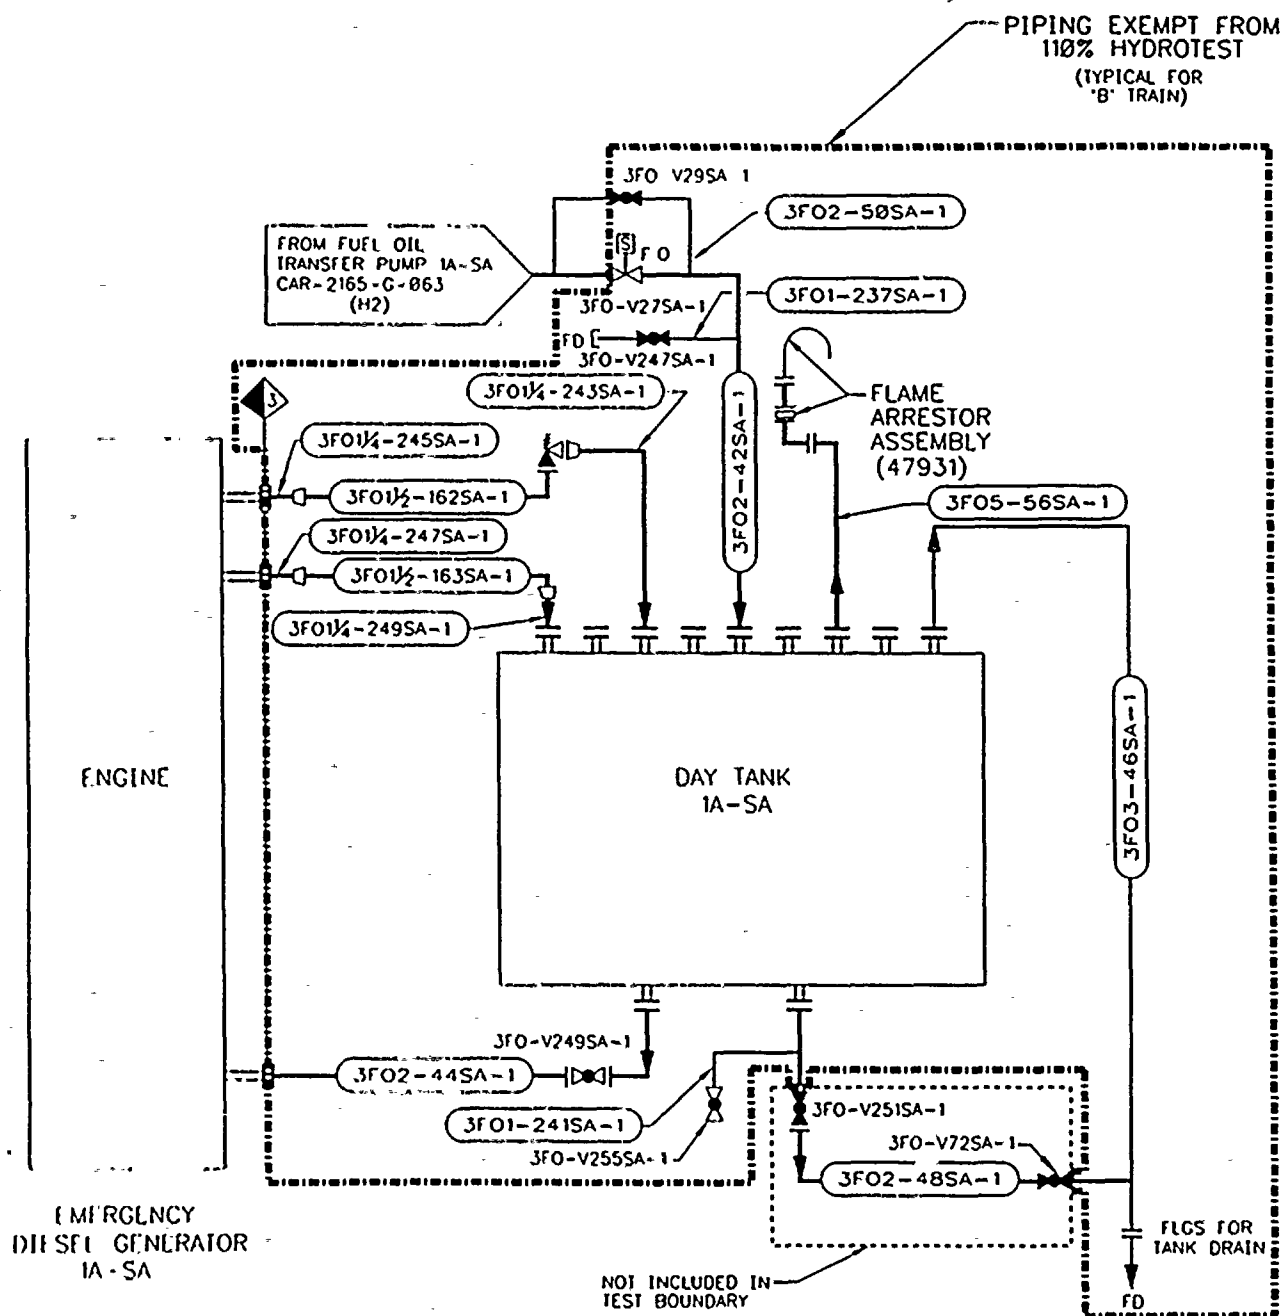 PIPING EXEMPT FROM
110% HYDROTEST
(TYPICAL FOR
'B' TRAIN)
3FO V29SA 1
3FO2-50SA-1
FROM FUEL OIL
TRANSFER PUMP 1A-SA
CAR-2165-G-063
(H2)
S
F O
3FO-V27SA-1
3FO1-237SA-1
FD
3FO-V247SA-1
3FO1¼-243SA-1
3
FLAME
ARRESTOR
ASSEMBLY
(47931)
3FO1¼-245SA-1
3FO1½-162SA-1
3FO2-42SA-1
3FO5-56SA-1
3FO1¼-247SA-1
3FO1½-163SA-1
3FO1¼-249SA-1
ENGINE
DAY TANK
1A-SA
3FO3-46SA-1
3FO-V249SA-1
3FO2-44SA-1
3FO1-241SA-1
3FO-V255SA-1
3FO-V251SA-1
3FO-V72SA-1
3FO2-48SA-1
EMERGENCY
DIESEL GENERATOR
1A-SA
FLGS FOR
TANK DRAIN
NOT INCLUDED IN
TEST BOUNDARY
FD